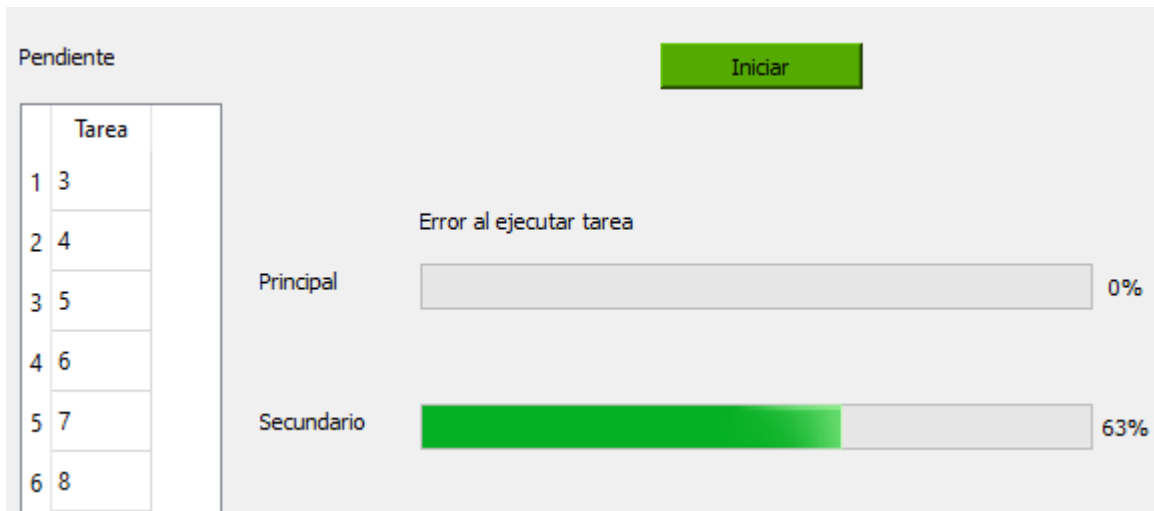 Pendiente
Iniciar
Tarea
1 3
2 4
3 5
4 6
5 7
6 8
Error al ejecutar tarea
Principal 0%
Secundario 63%